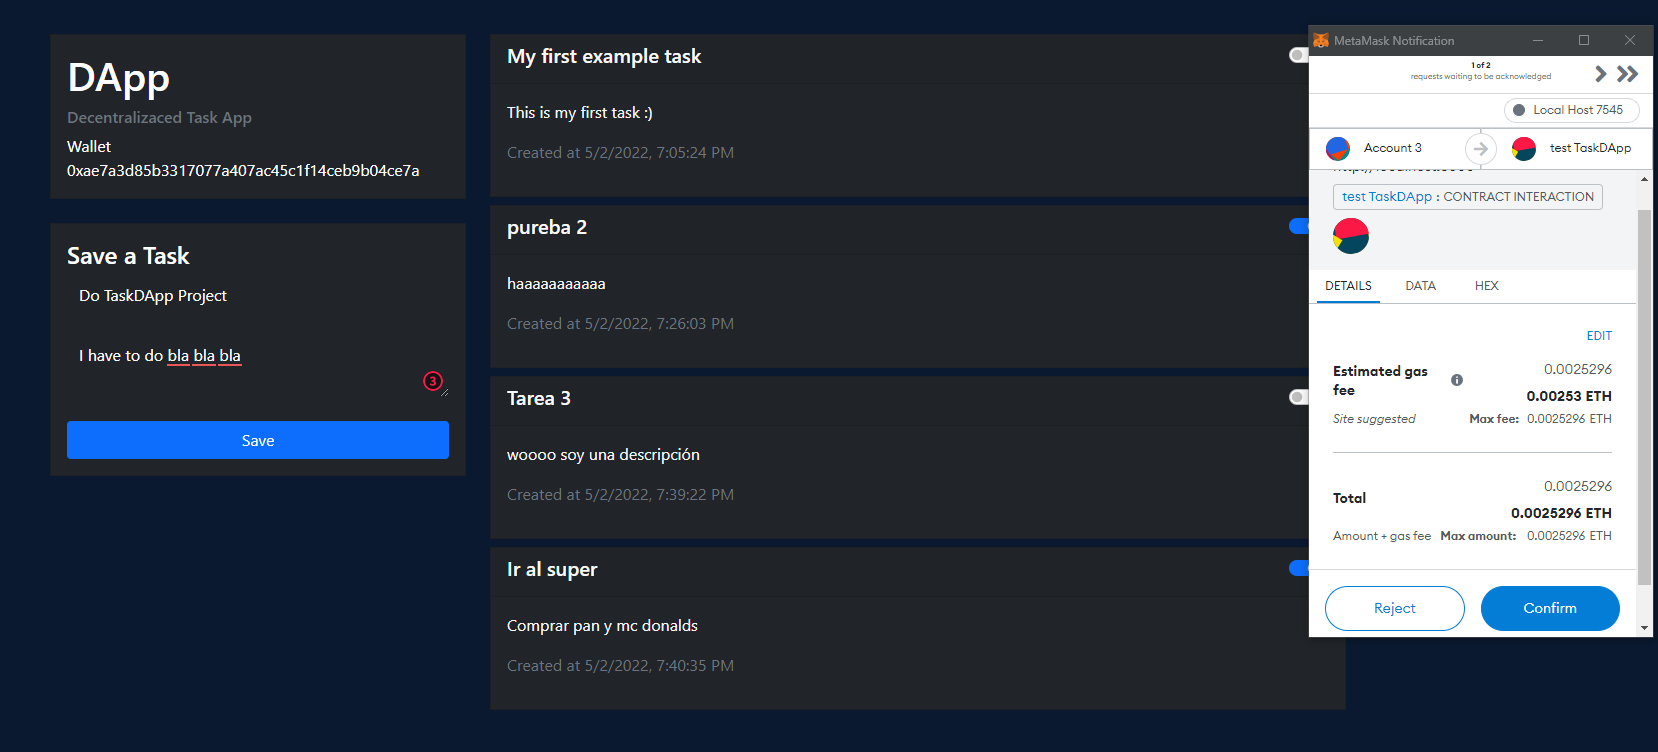 DApp
Decentralizaced Task App
Wallet
0xae7a3d85b3317077a407ac45c1f14ceb9b04ce7a
Save a Task
Do TaskDApp Project
I have to do bla bla bla
3
Save
My first example task
This is my first task :)
Created at 5/2/2022, 7:05:24 PM
pureba 2
haaaaaaaaaaa
Created at 5/2/2022, 7:26:03 PM
Tarea 3
woooo soy una descripción
Created at 5/2/2022, 7:39:22 PM
Ir al super
Comprar pan y mc donalds
Created at 5/2/2022, 7:40:35 PM
MetaMask Notification
1 of 2
requests waiting to be acknowledged
Local Host 7545
Account 3
test TaskDApp
test TaskDApp : CONTRACT INTERACTION
DETAILS DATA HEX
EDIT
Estimated gas fee
0.0025296
0.00253 ETH
Site suggested Max fee: 0.0025296 ETH
0.0025296
Total
0.0025296 ETH
Amount + gas fee Max amount: 0.0025296 ETH
Reject Confirm